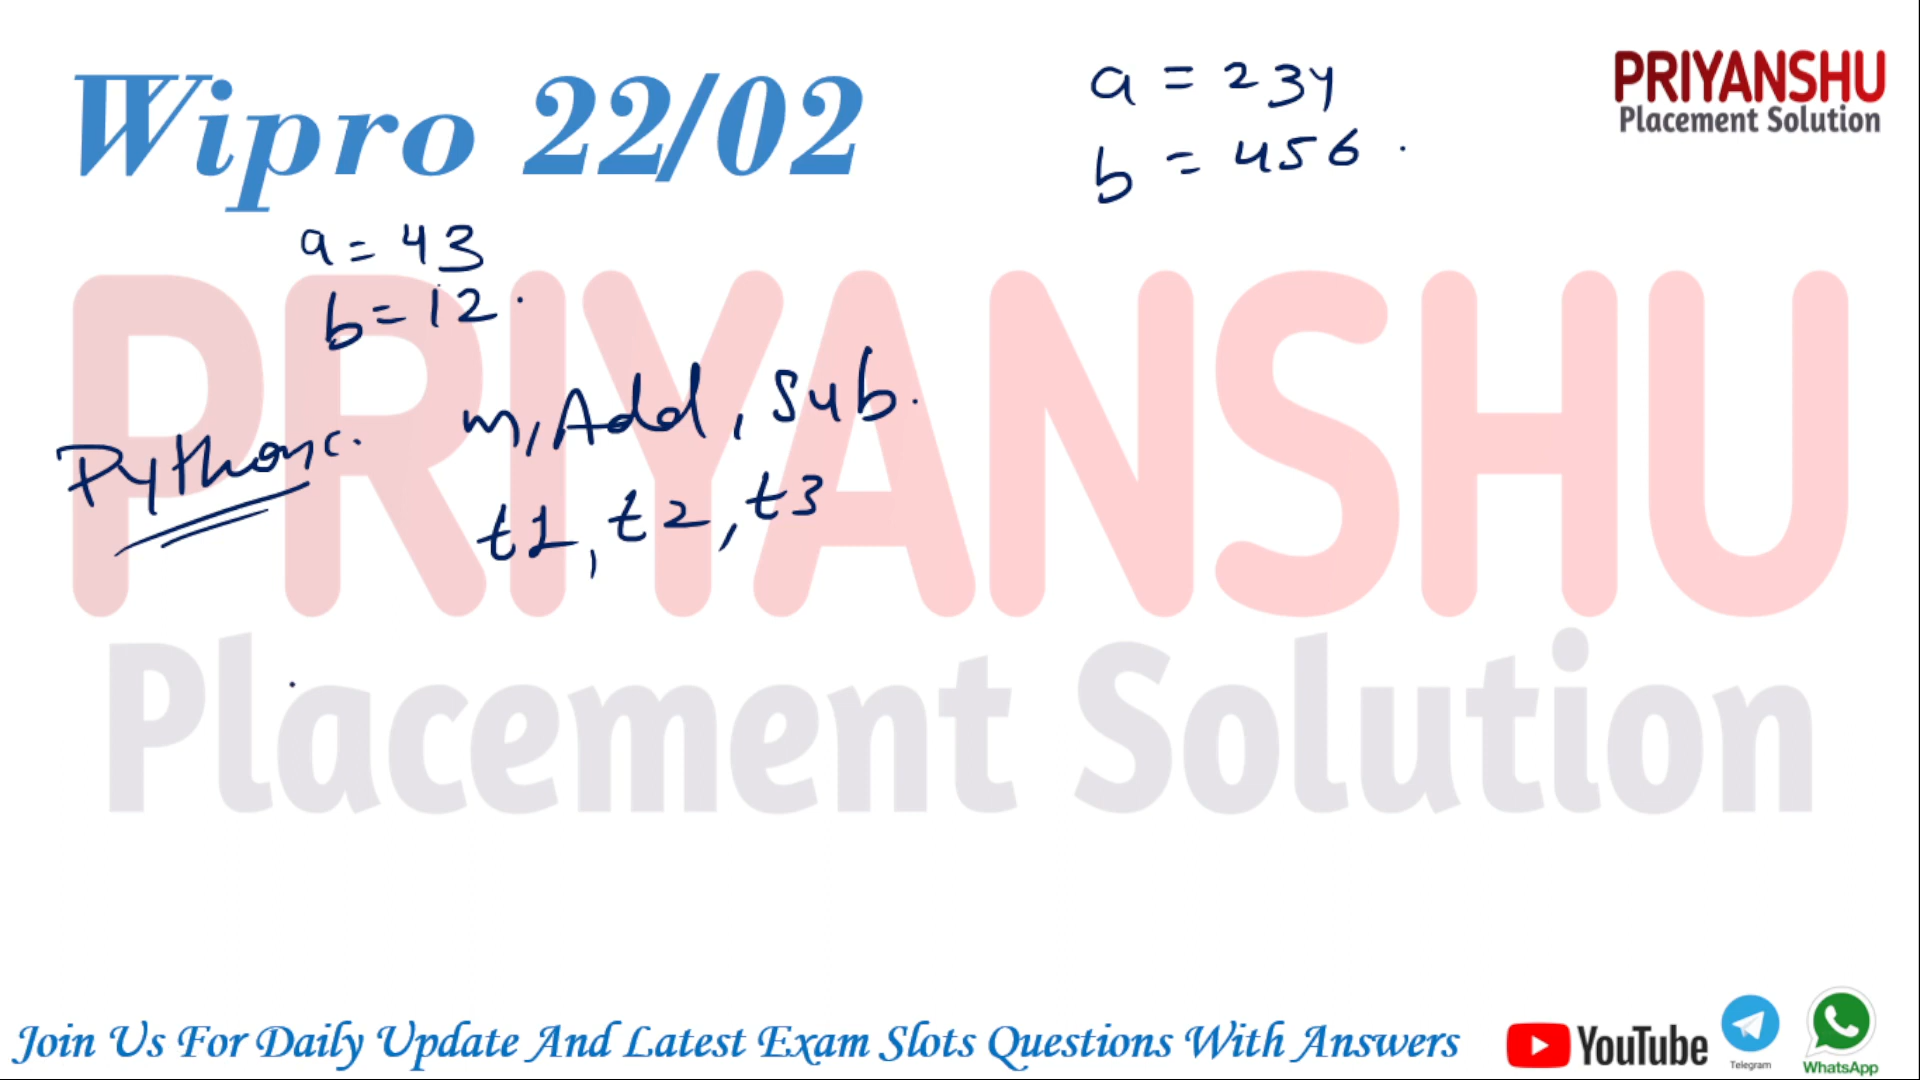 Wipro 22/02
a = 234
b = 456
PRIYANSHU
Placement Solution
a = 43
b = 12
m, Add, Sub.
Python
t1, t2, t3
PRIYANSHU
Placement Solution
Join Us For Daily Update And Latest Exam Slots Questions With Answers
YouTube
Telegram
WhatsApp